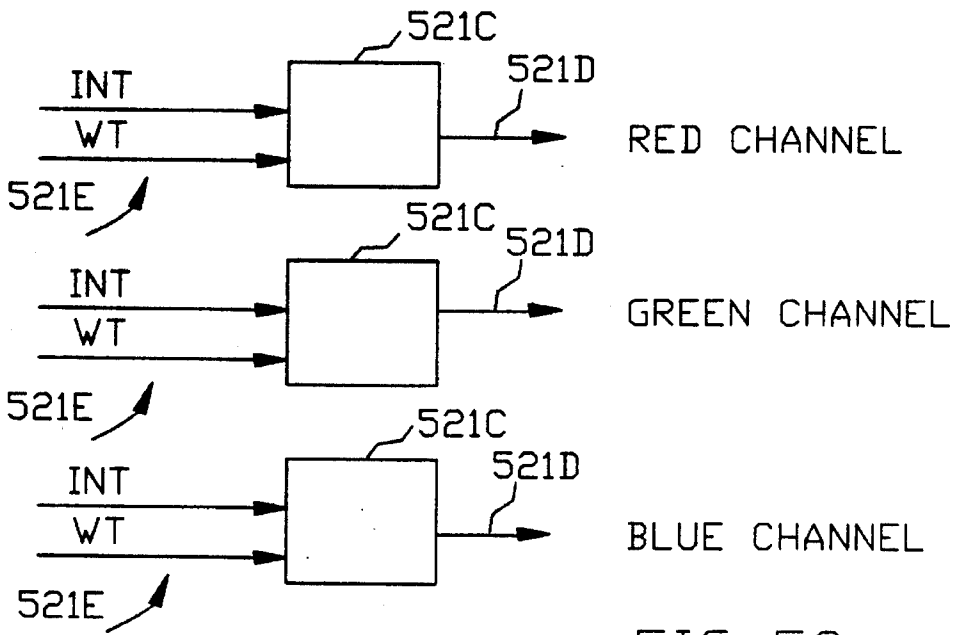 521C
521D
INT
WT
RED CHANNEL
521E
521C
521D
INT
WT
GREEN CHANNEL
521E
521C
521D
INT
WT
BLUE CHANNEL
521E